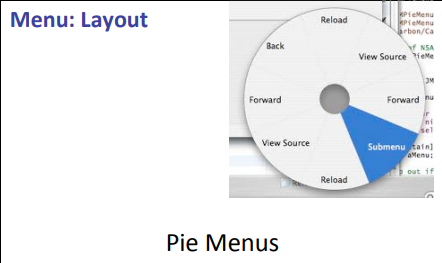 Menu: Layout
Reload
Back
View Source
Forward
Forward
View Source
Submenu
Reload
Pie Menus